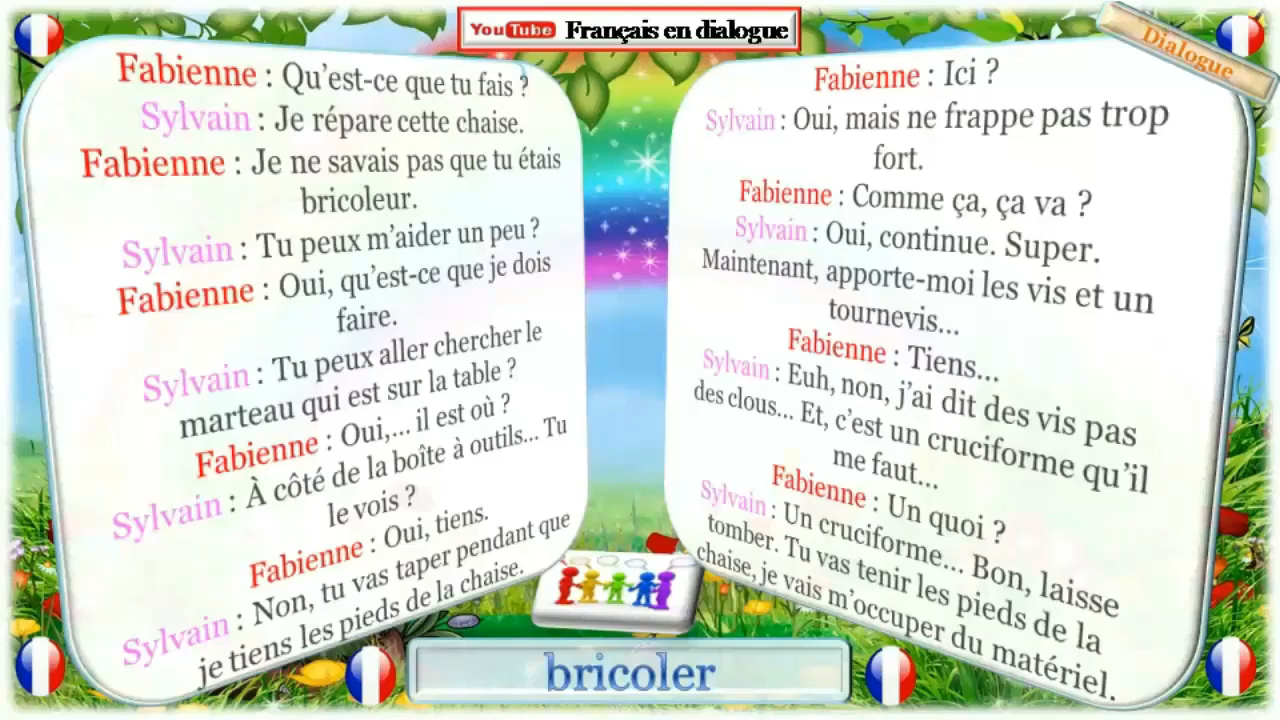 YouTube Français en dialogue
Dialogue
Fabienne : Qu'est-ce que tu fais ?
Sylvain : Je répare cette chaise.
Fabienne : Je ne savais pas que tu étais
bricoleur.
Sylvain : Tu peux m'aider un peu ?
Fabienne : Oui, qu'est-ce que je dois
faire.
Sylvain : Tu peux aller chercher le
marteau qui est sur la table ?
Fabienne : Oui,... il est où ?
Sylvain : À côté de la boîte à outils... Tu
le vois ?
Fabienne : Oui, tiens.
Sylvain : Non, tu vas taper pendant que
je tiens les pieds de la chaise.
Fabienne : Ici ?
Sylvain : Oui, mais ne frappe pas trop
fort.
Fabienne : Comme ça, ça va ?
Sylvain : Oui, continue. Super.
Maintenant, apporte-moi les vis et un
tournevis...
Fabienne : Tiens...
Sylvain : Euh, non, j'ai dit des vis pas
des clous... Et, c'est un cruciforme qu'il
me faut...
Fabienne : Un quoi ?
Sylvain : Un cruciforme... Bon, laisse
tomber. Tu vas tenir les pieds de la
chaise, je vais m'occuper du matériel.
bricoler